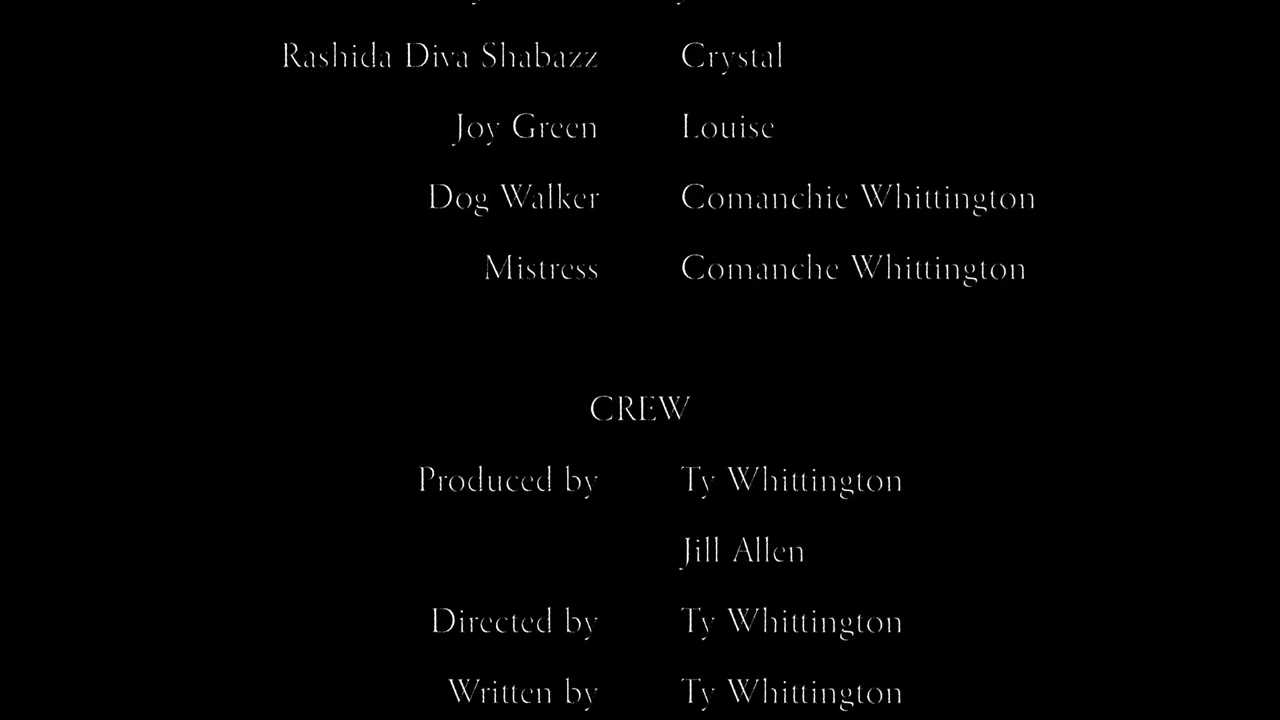 Rashida Diva Shabazz Crystal
Joy Green Louise
Dog Walker Comanchie Whittington
Mistress Comanche Whittington
CREW
Produced by Ty Whittington
Jill Allen
Directed by Ty Whittington
Written by Ty Whittington